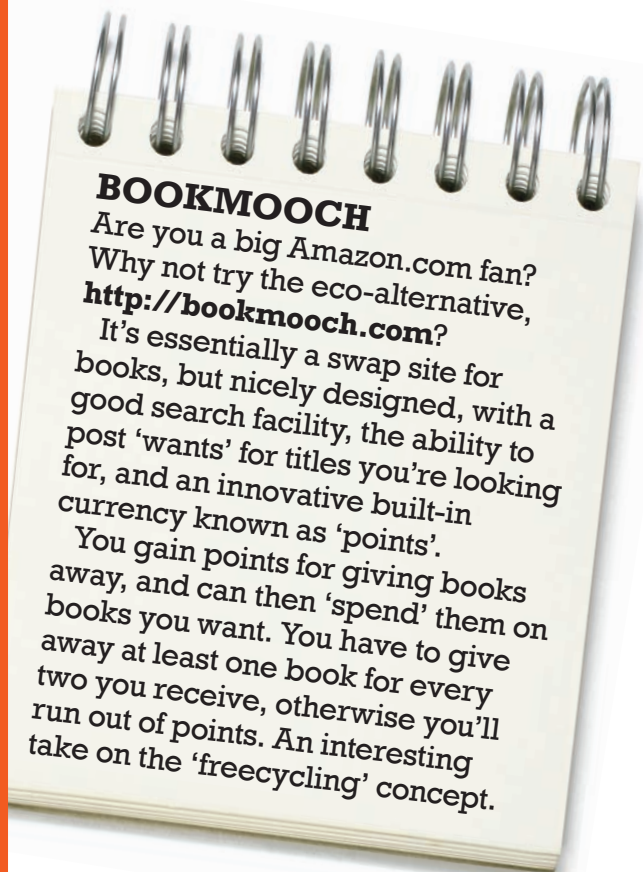 BOOKMOOCH
Are you a big Amazon.com fan?
Why not try the eco-alternative,
http://bookmooch.com?
It’s essentially a swap site for
books, but nicely designed, with a
good search facility, the ability to
post ‘wants’ for titles you’re looking
for, and an innovative built-in
currency known as ‘points’.
You gain points for giving books
away, and can then ‘spend’ them on
books you want. You have to give
away at least one book for every
two you receive, otherwise you’ll
run out of points. An interesting
take on the ‘freecycling’ concept.